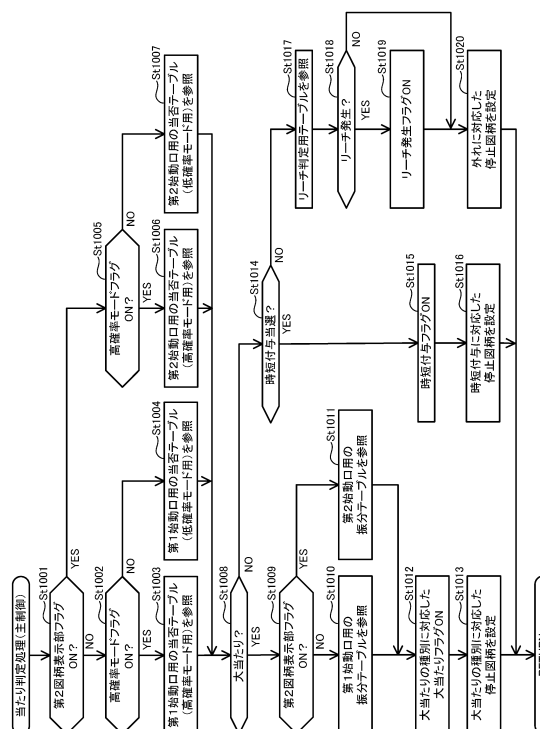 当たり判定処理(主制御)
St1001
第2図柄表示部フラグ
ON?
YES
NO
St1002
高確率モードフラグ
ON?
NO
YES
St1003
第1始動口用の当否テーブル
(高確率モード用)を参照
St1004
第1始動口用の当否テーブル
(低確率モード用)を参照
St1005
高確率モードフラグ
ON?
NO
YES
St1006
第2始動口用の当否テーブル
(高確率モード用)を参照
St1007
第2始動口用の当否テーブル
(低確率モード用)を参照
St1008
大当たり?
NO
YES
St1009
第2図柄表示部フラグ
ON?
YES
NO
St1010
第1始動口用の
振分テーブルを参照
St1011
第2始動口用の
振分テーブルを参照
St1012
大当たりの種別に対応した
大当たりフラグON
St1013
大当たりの種別に対応した
停止図柄を設定
St1014
時短付与当選?
NO
YES
St1015
時短付与フラグON
St1016
時短付与に対応した
停止図柄を設定
St1017
リーチ判定用テーブルを参照
St1018
リーチ発生?
NO
YES
St1019
リーチ発生フラグON
St1020
外れに対応した
停止図柄を設定